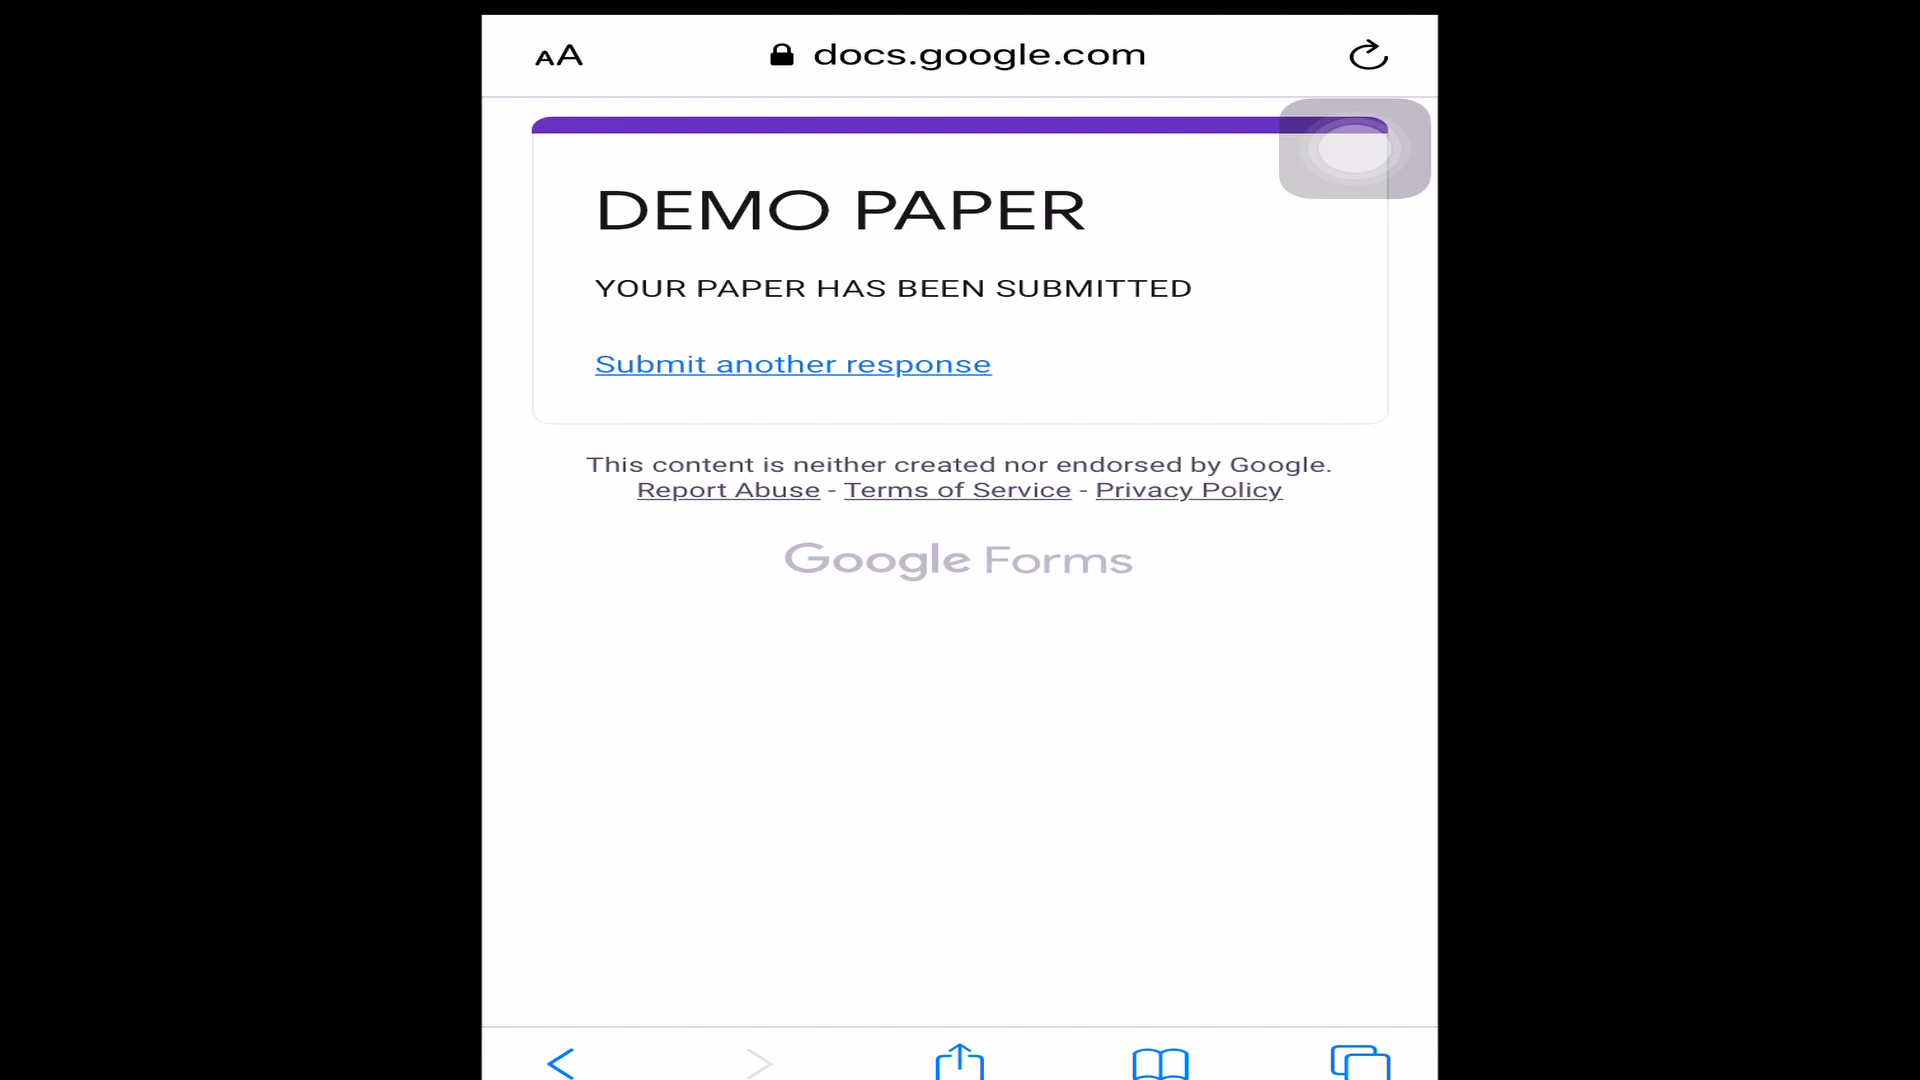 AA docs.google.com
DEMO PAPER
YOUR PAPER HAS BEEN SUBMITTED
Submit another response
This content is neither created nor endorsed by Google.
Report Abuse - Terms of Service - Privacy Policy
Google Forms